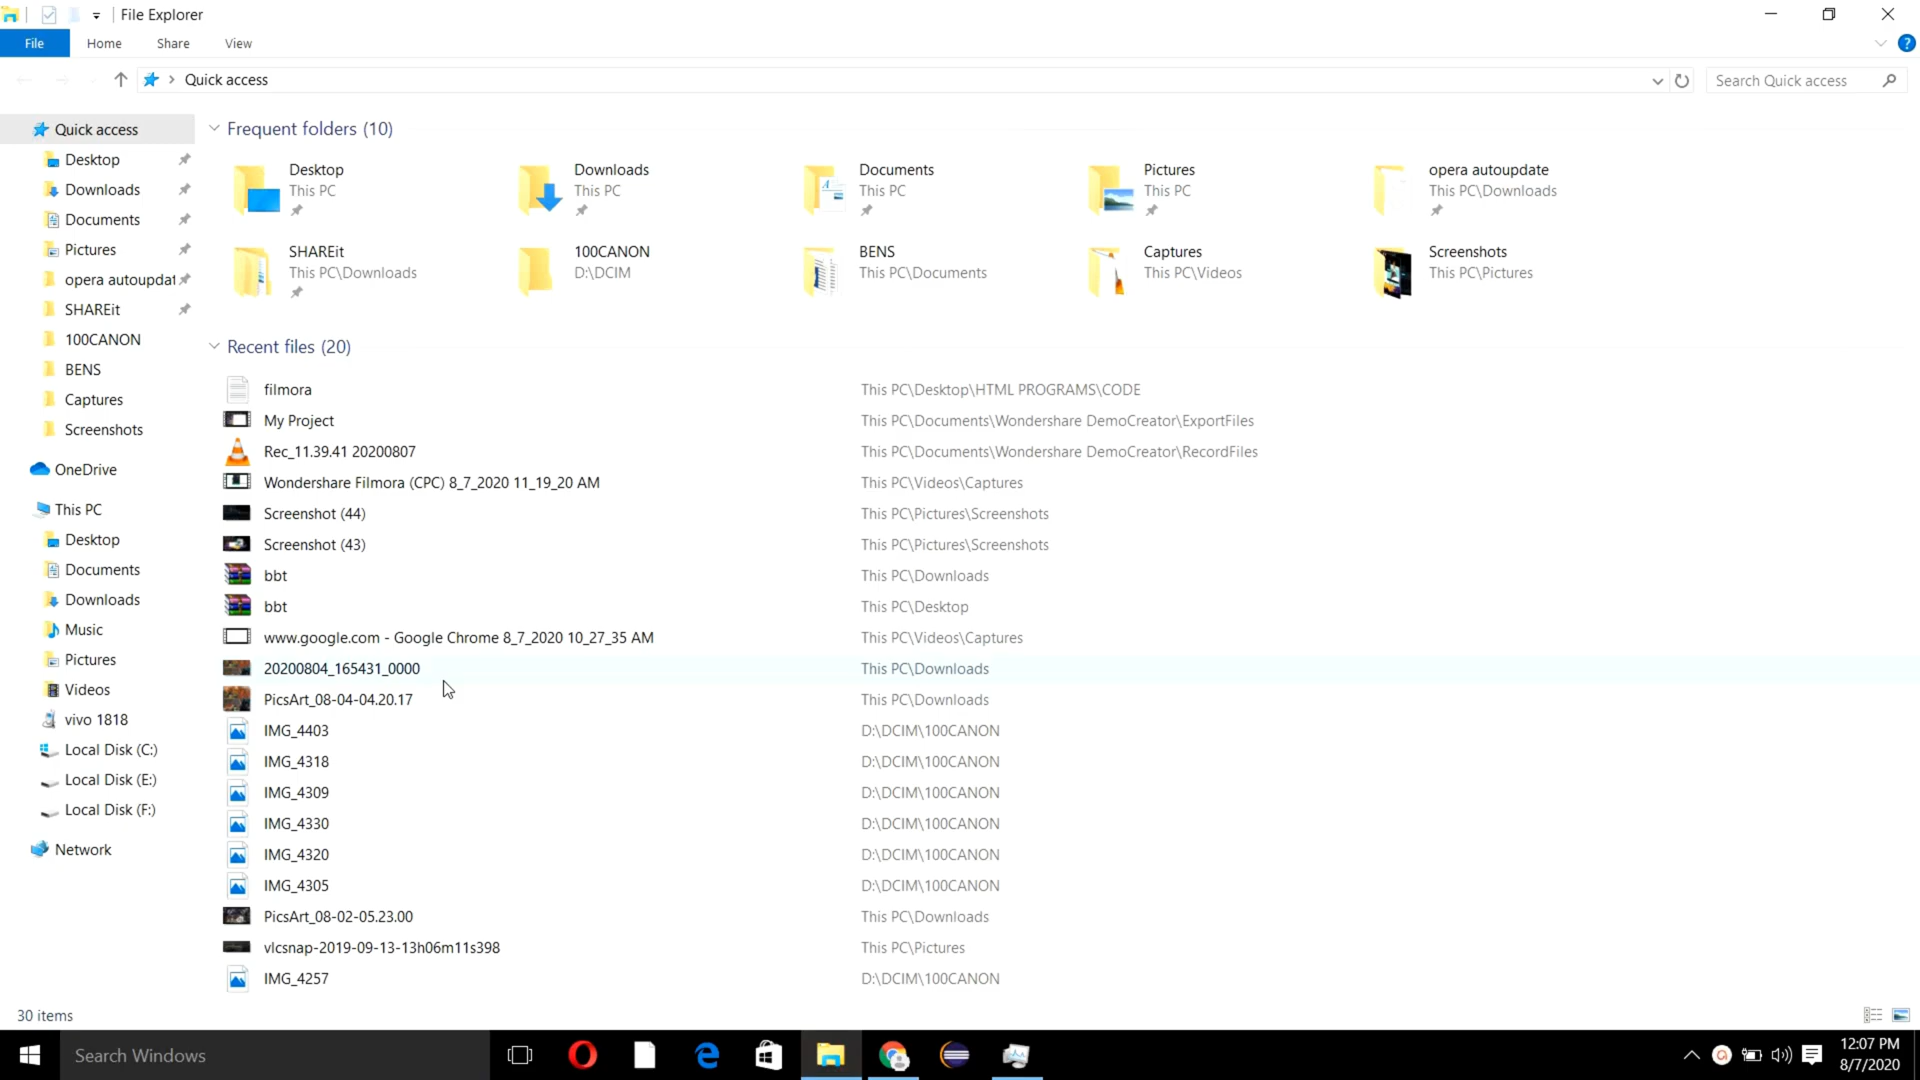 File Explorer
File Home Share View
Quick access
Search Quick access
Quick access
Desktop
Downloads
Documents
Pictures
opera autoupdat
SHAREit
100CANON
BENS
Captures
Screenshots
OneDrive
This PC
Desktop
Documents
Downloads
Music
Pictures
Videos
vivo 1818
Local Disk (C:)
Local Disk (E:)
Local Disk (F:)
Network
Frequent folders (10)
Desktop
This PC
Downloads
This PC
Documents
This PC
Pictures
This PC
opera autoupdate
This PC\Downloads
SHAREit
This PC\Downloads
100CANON
D:\DCIM
BENS
This PC\Documents
Captures
This PC\Videos
Screenshots
This PC\Pictures
Recent files (20)
filmora This PC\Desktop\HTML PROGRAMS\CODE
My Project This PC\Documents\Wondershare DemoCreator\ExportFiles
Rec_11.39.41 20200807 This PC\Documents\Wondershare DemoCreator\RecordFiles
Wondershare Filmora (CPC) 8_7_2020 11_19_20 AM This PC\Videos\Captures
Screenshot (44) This PC\Pictures\Screenshots
Screenshot (43) This PC\Pictures\Screenshots
bbt This PC\Downloads
bbt This PC\Desktop
www.google.com - Google Chrome 8_7_2020 10_27_35 AM This PC\Videos\Captures
20200804_165431_0000 This PC\Downloads
PicsArt_08-04-04.20.17 This PC\Downloads
IMG_4403 D:\DCIM\100CANON
IMG_4318 D:\DCIM\100CANON
IMG_4309 D:\DCIM\100CANON
IMG_4330 D:\DCIM\100CANON
IMG_4320 D:\DCIM\100CANON
IMG_4305 D:\DCIM\100CANON
PicsArt_08-02-05.23.00 This PC\Downloads
vlcsnap-2019-09-13-13h06m11s398 This PC\Pictures
IMG_4257 D:\DCIM\100CANON
30 items
Search Windows
12:07 PM
8/7/2020